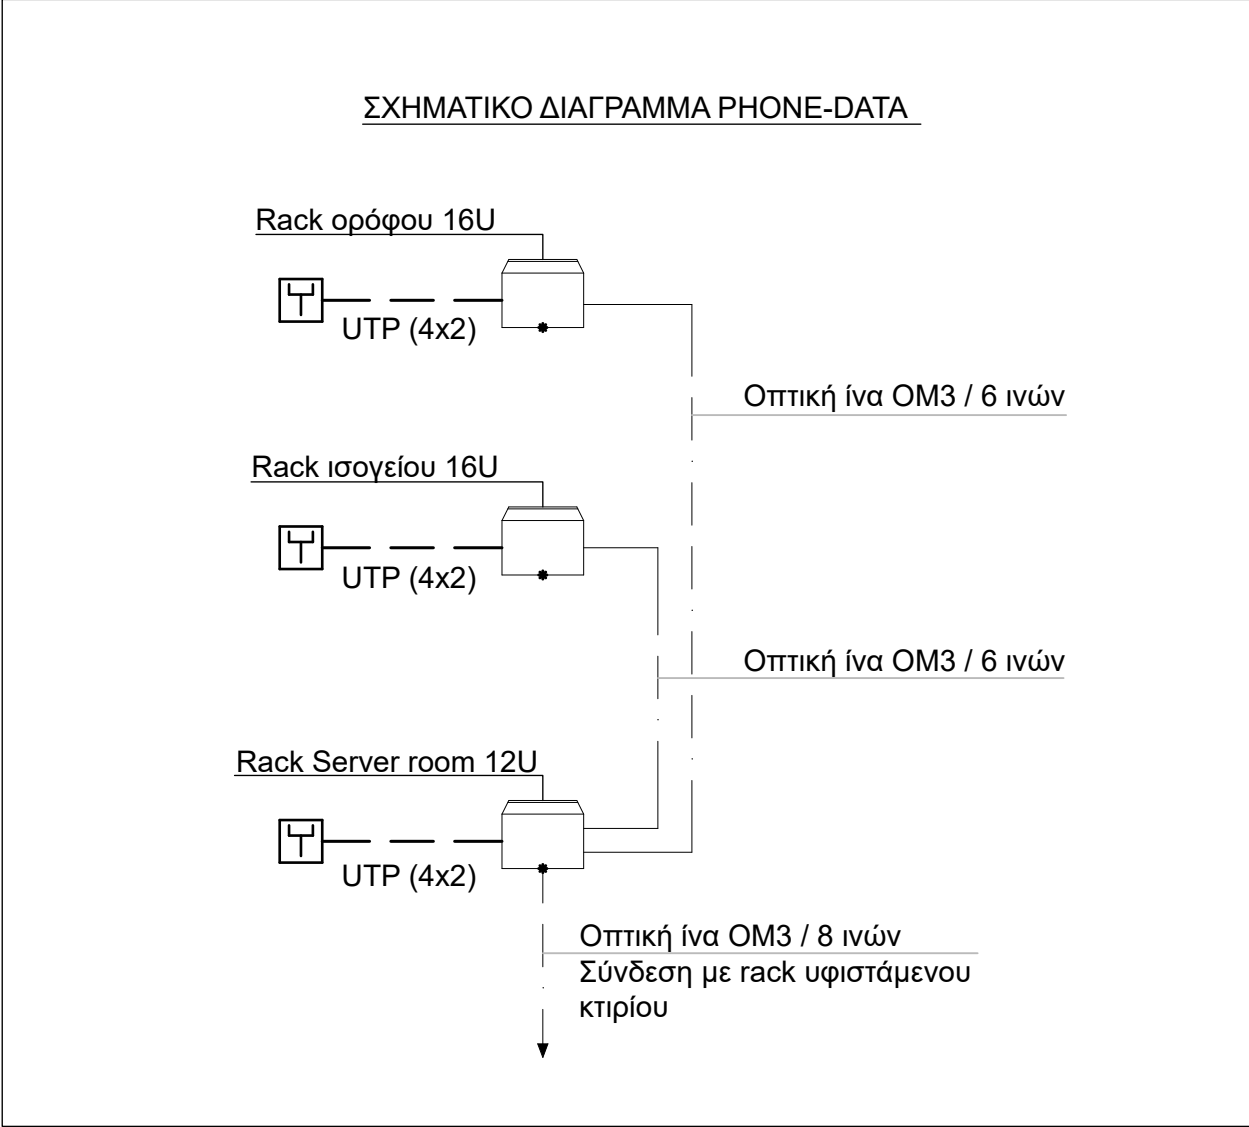 ΣΧΗΜΑΤΙΚΟ ΔΙΑΓΡΑΜΜΑ PHONE-DATA
Rack ορόφου 16U
UTP (4x2)
Οπτική ίνα OM3 / 6 ινών
Rack ισογείου 16U
UTP (4x2)
Οπτική ίνα OM3 / 6 ινών
Rack Server room 12U
UTP (4x2)
Οπτική ίνα OM3 / 8 ινών
Σύνδεση με rack υφιστάμενου
κτιρίου